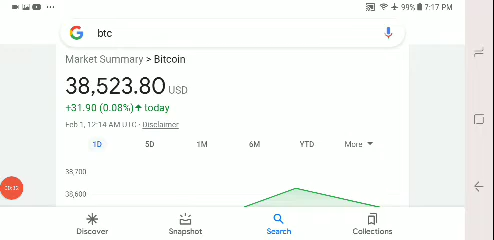 99% 7:17 PM
btc
Market Summary > Bitcoin
38,523.80 USD
+31.90 (0.08%) today
Feb 1, 12:14 AM UTC · Disclaimer
1D 5D 1M 6M YTD More
38,700
38,600
Discover Snapshot Search Collections